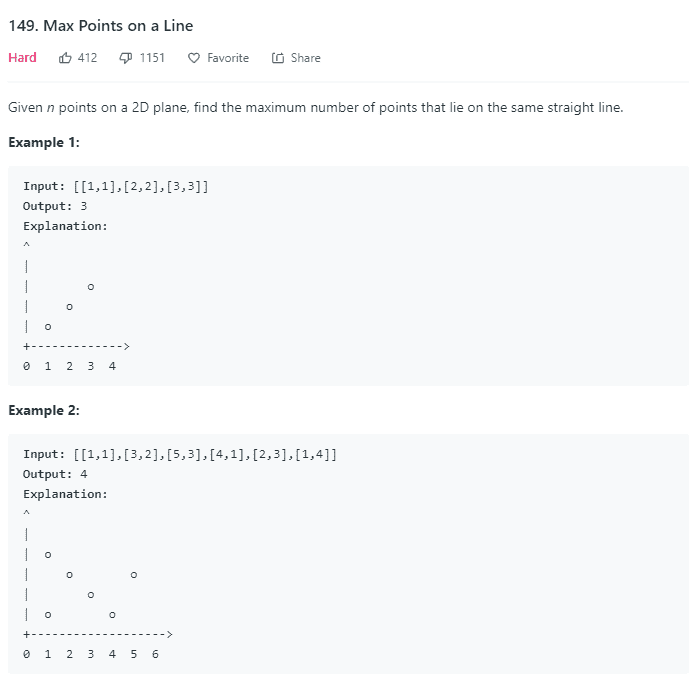 149. Max Points on a Line
Hard 412 1151 Favorite Share
Given n points on a 2D plane, find the maximum number of points that lie on the same straight line.
Example 1:
Input: [[1,1],[2,2],[3,3]]
Output: 3
Explanation:
^
|
|        o
|     o
|  o
+------------->
0  1  2  3  4
Example 2:
Input: [[1,1],[3,2],[5,3],[4,1],[2,3],[1,4]]
Output: 4
Explanation:
^
|
|  o
|     o        o
|        o
|  o        o
+------------------->
0  1  2  3  4  5  6